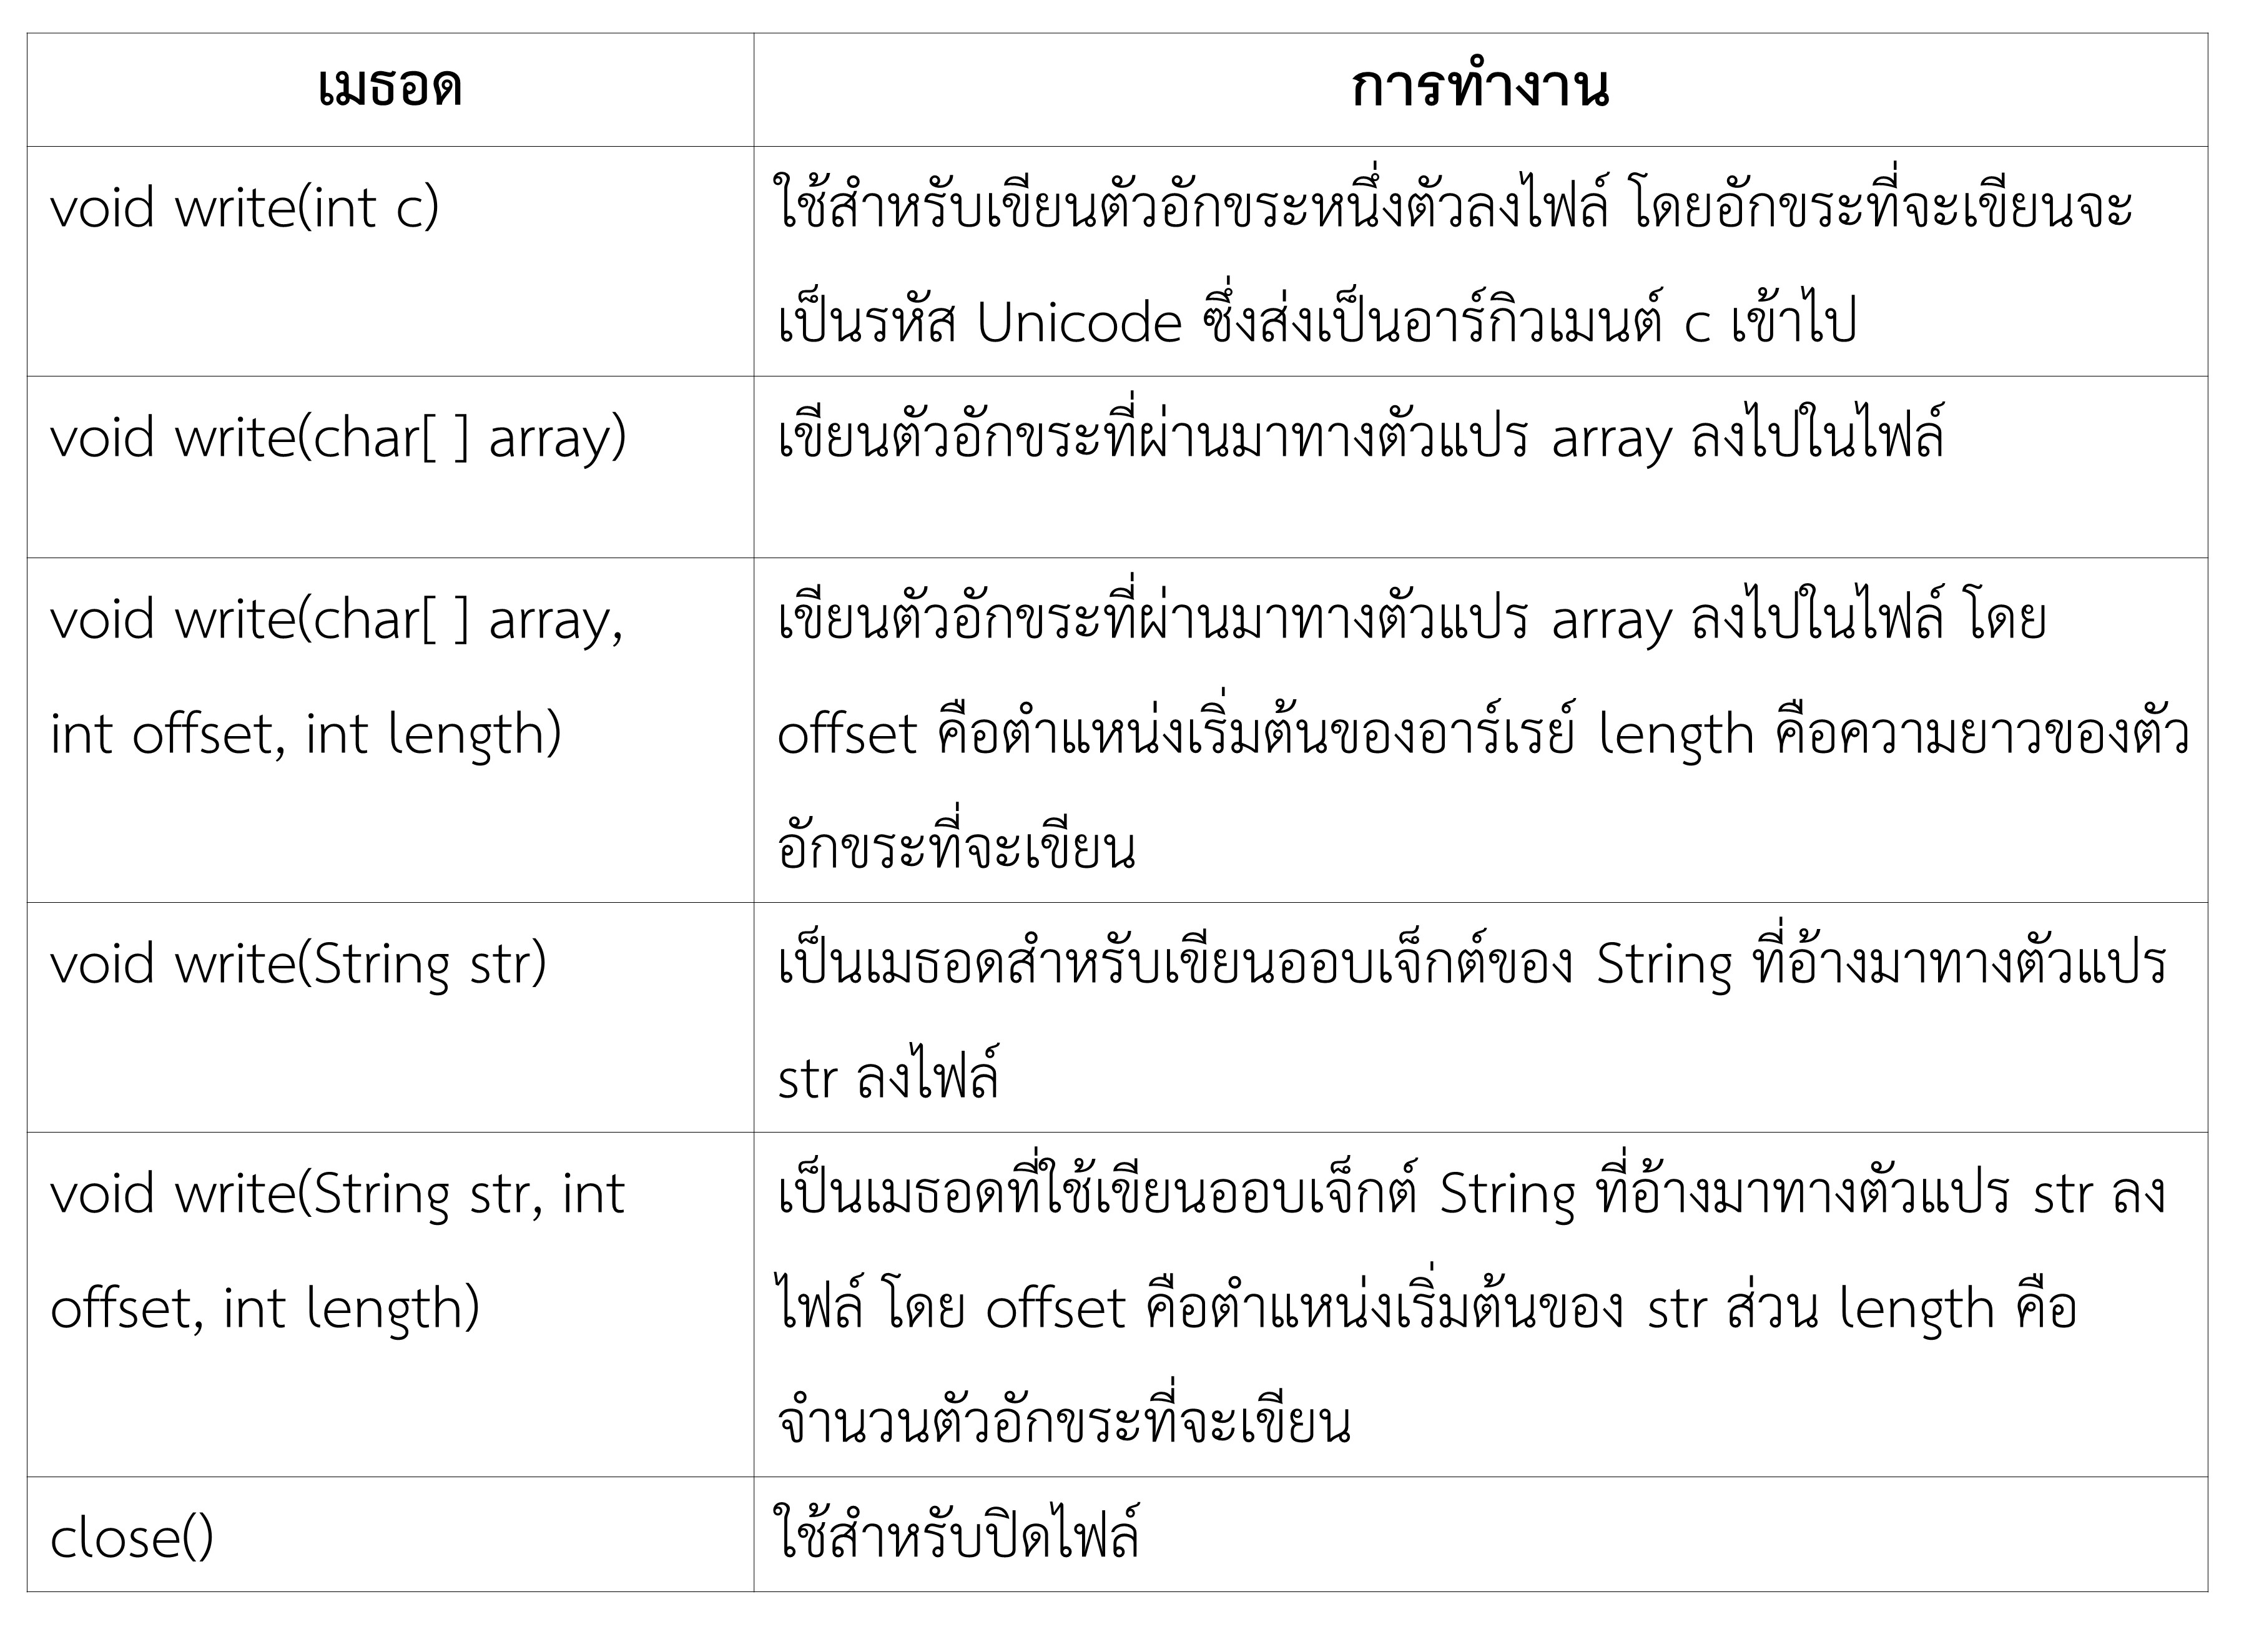 เมธอด
การทำงาน
void write(int c)
ใช้สำหรับเขียนตัวอักขระหนึ่งตัวลงไฟล์ โดยอักขระที่จะเขียนจะ
เป็นรหัส Unicode ซึ่งส่งเป็นอาร์กิวเมนต์ c เข้าไป
void write(char[ ] array)
เขียนตัวอักขระที่ผ่านมาทางตัวแปร array ลงไปในไฟล์
void write(char[ ] array,
int offset, int length)
เขียนตัวอักขระที่ผ่านมาทางตัวแปร array ลงไปในไฟล์ โดย
offset คือตำแหน่งเริ่มต้นของอาร์เรย์ length คือความยาวของตัว
อักขระที่จะเขียน
void write(String str)
เป็นเมธอดสำหรับเขียนออบเจ็กต์ของ String ที่อ้างมาทางตัวแปร
str ลงไฟล์
void write(String str, int
offset, int length)
เป็นเมธอดที่ใช้เขียนออบเจ็กต์ String ที่อ้างมาทางตัวแปร str ลง
ไฟล์ โดย offset คือตำแหน่งเริ่มต้นของ str ส่วน length คือ
จำนวนตัวอักขระที่จะเขียน
close()
ใช้สำหรับปิดไฟล์